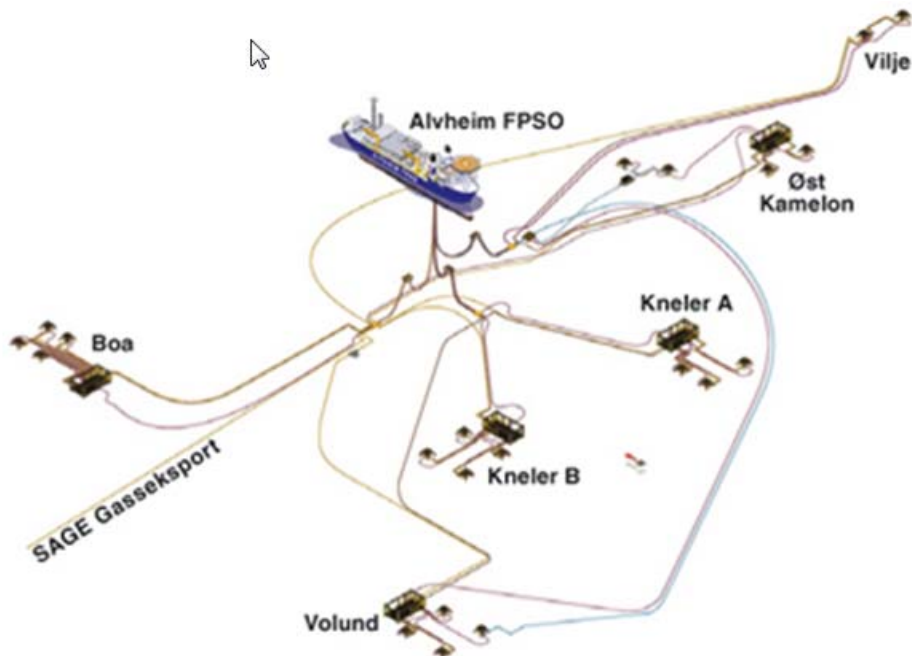 Vilje
Alvheim FPSO
Øst
Kamelon
Kneler A
Boa
Kneler B
SAGE Gasseksport
Volund